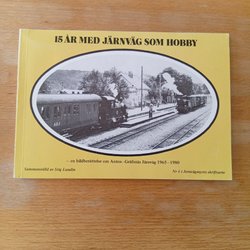 15 ÅR MED JÄRNVÄG SOM HOBBY
– en bildberättelse om Anten -Gräfsnäs Järnväg 1965 - 1980
Sammanställd av Stig Lundin
Nr 4 i Järnvägmusei skriftserie